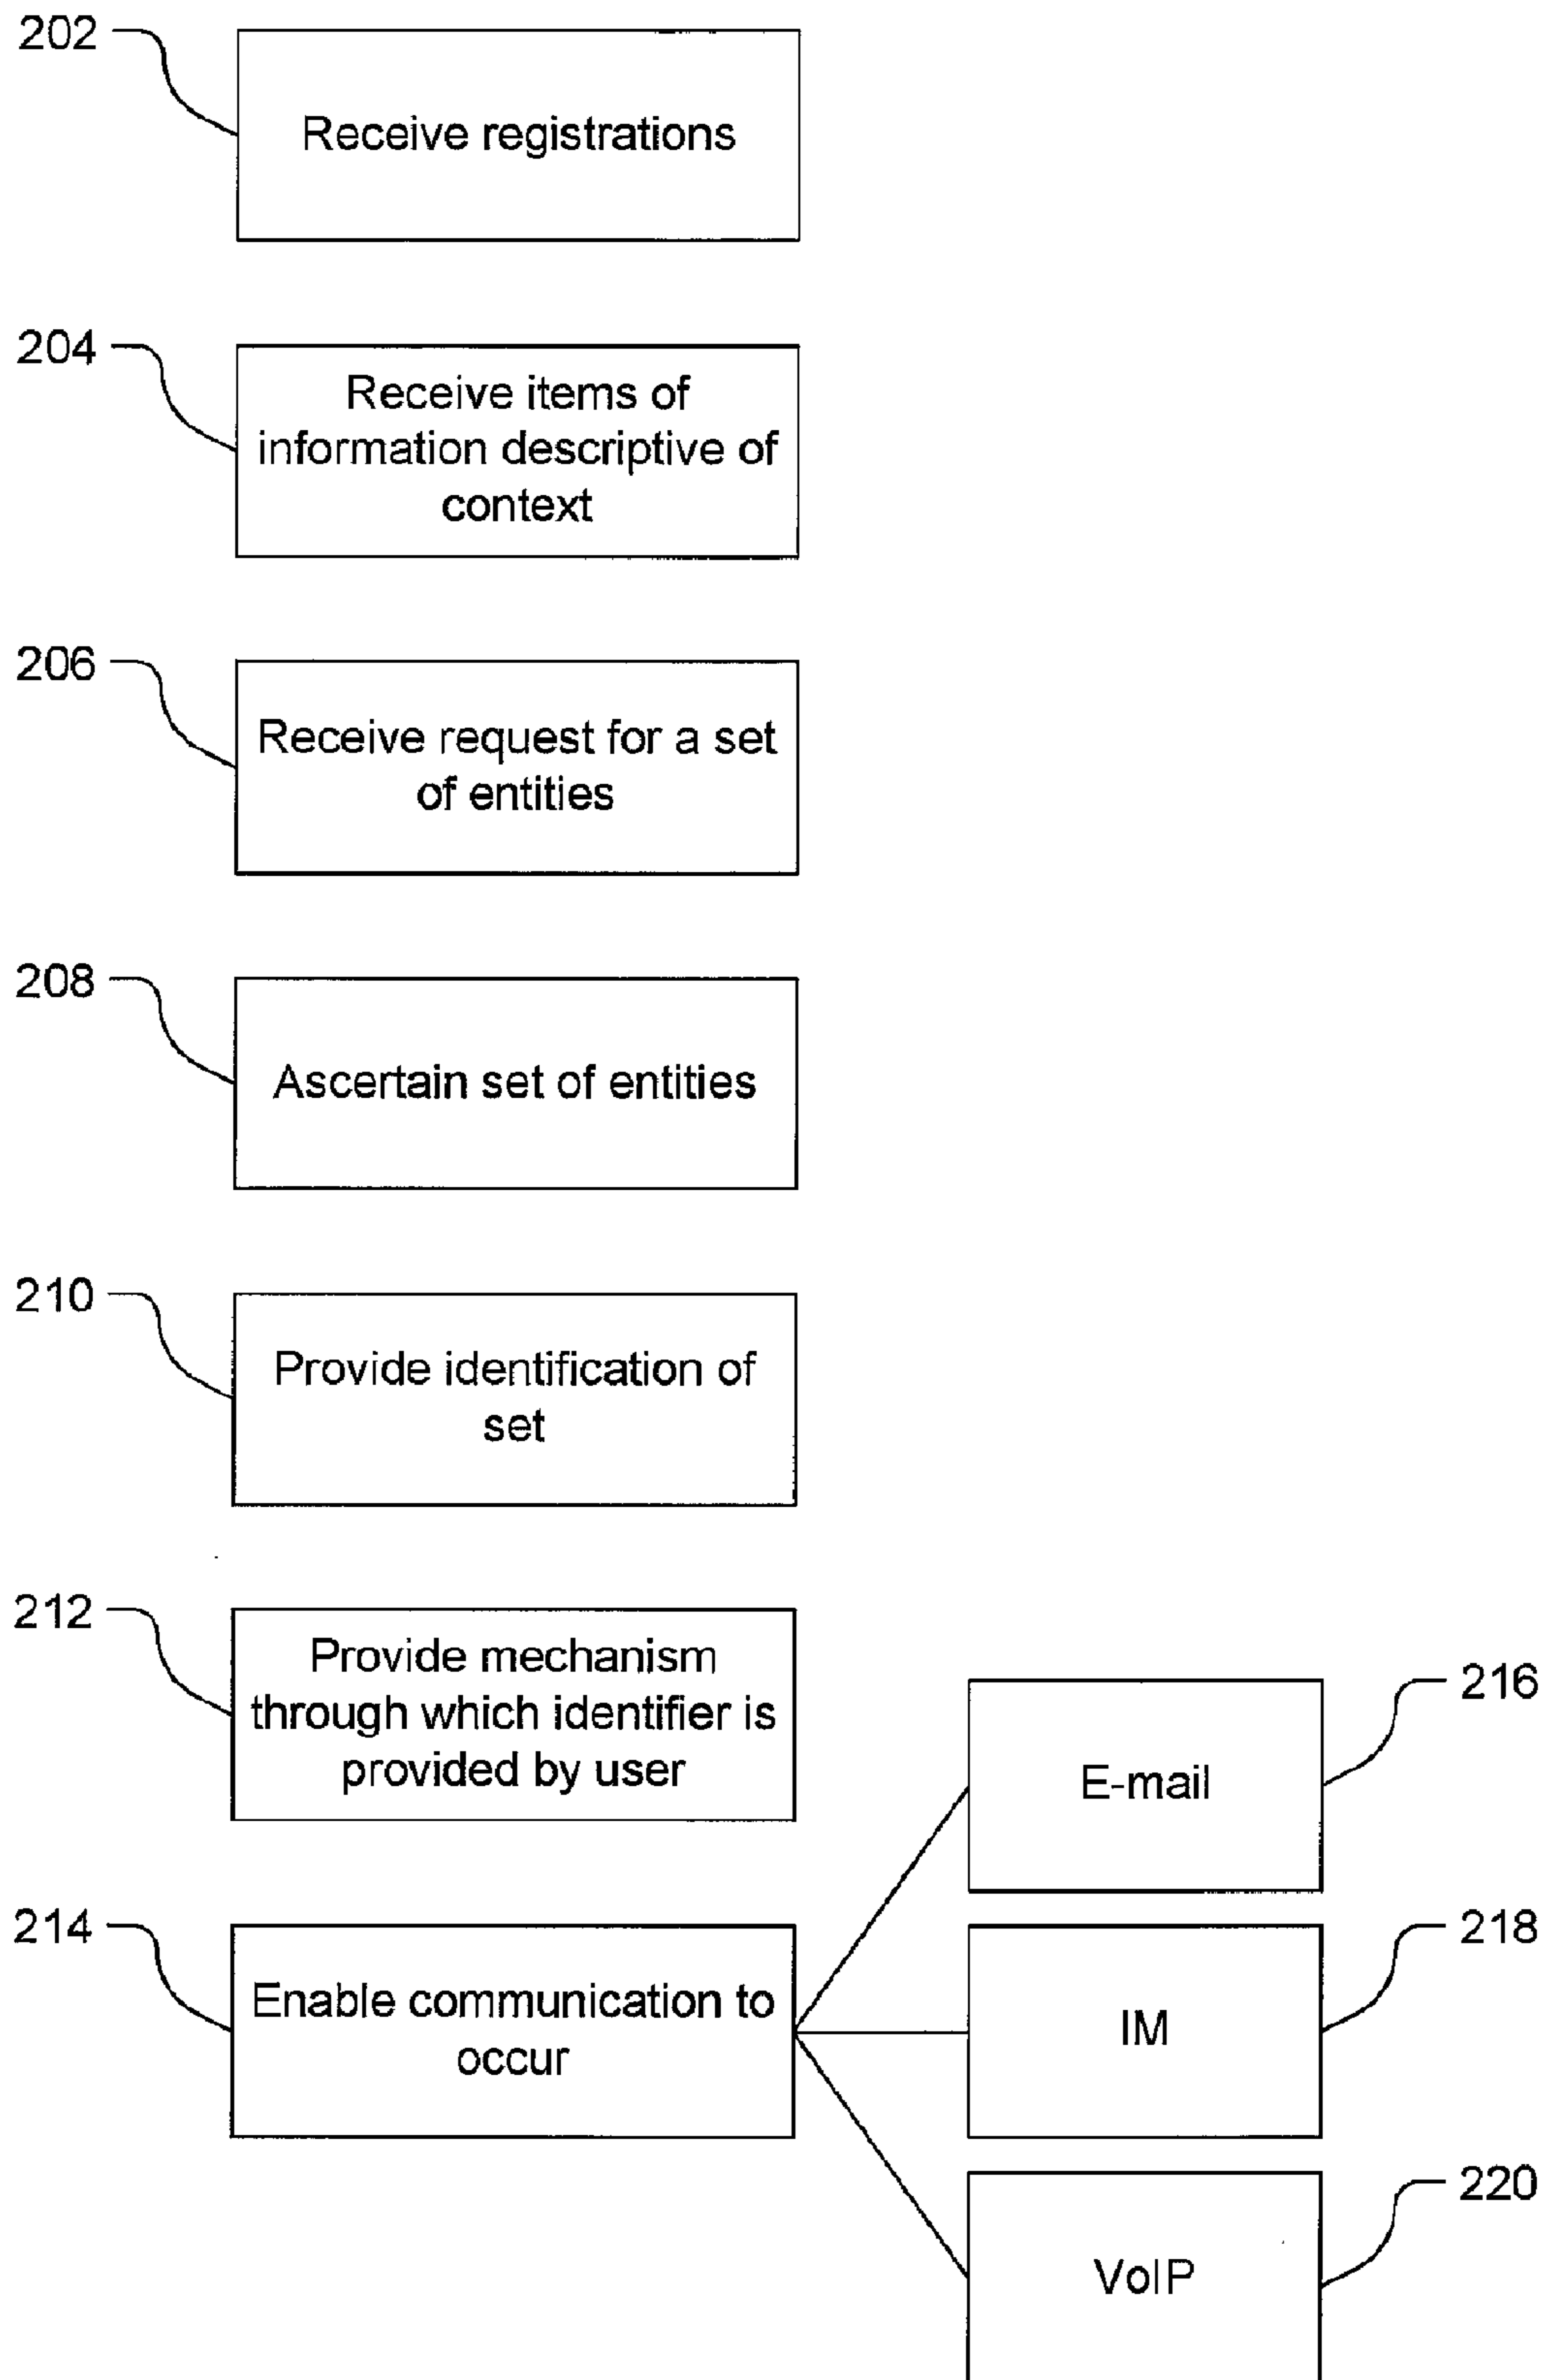 202
Receive registrations
204
Receive items of
information descriptive of
context
206
Receive request for a set
of entities
208
Ascertain set of entities
210
Provide identification of
set
212
Provide mechanism
through which identifier is
provided by user
216
E-mail
214
Enable communication to
occur
218
IM
220
VoIP